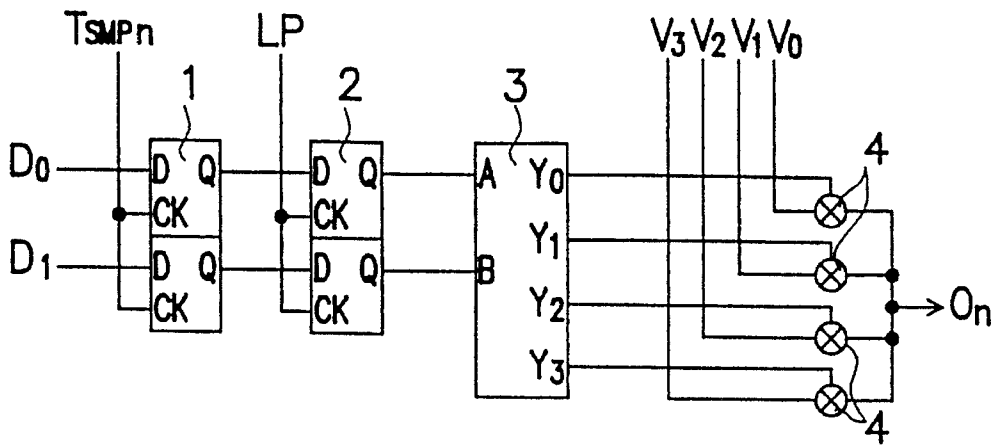 TSMPn LP V3 V2 V1 V0
1 2 3 4
D0 D Q D Q A Y0
CK CK Y1
D1 D Q D Q B
CK CK Y2 On
Y3
4